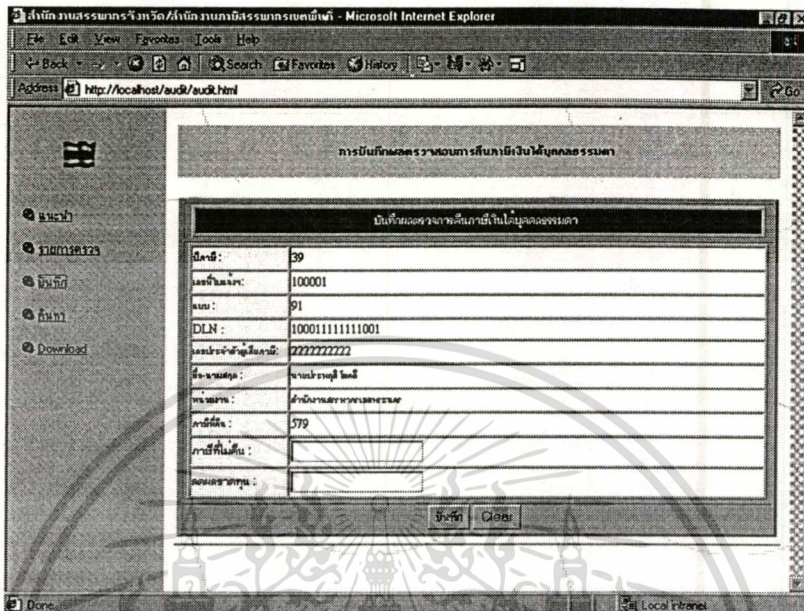 สำนักงานสรรพากรจังหวัด/สำนักงานภาษีสรรพากรเขตพื้นที่ - Microsoft Internet Explorer
File Edit View Favorites Tools Help
Back Search Favorites History
Address http://localhost/audit/audit.html Go
การบันทึกผลตรวจสอบการคืนภาษีเงินได้บุคคลธรรมดา
แนะนำ
รายการตรวจ
บันทึก
ค้นหา
Download
บันทึกผลตรวจการคืนภาษีเงินได้บุคคลธรรมดา
ปีภาษี : 39
เลขที่ใบแจ้งฯ: 100001
แบบ : 91
DLN : 100011111111001
เลขประจำตัวผู้เสียภาษี: 2222222222
ชื่อ-นามสกุล :
หน่วยงาน :
ภาษีที่คืน : 579
ภาษีที่ไม่คืน :
ลดผลขาดทุน :
บันทึก Clear
Done Local intranet